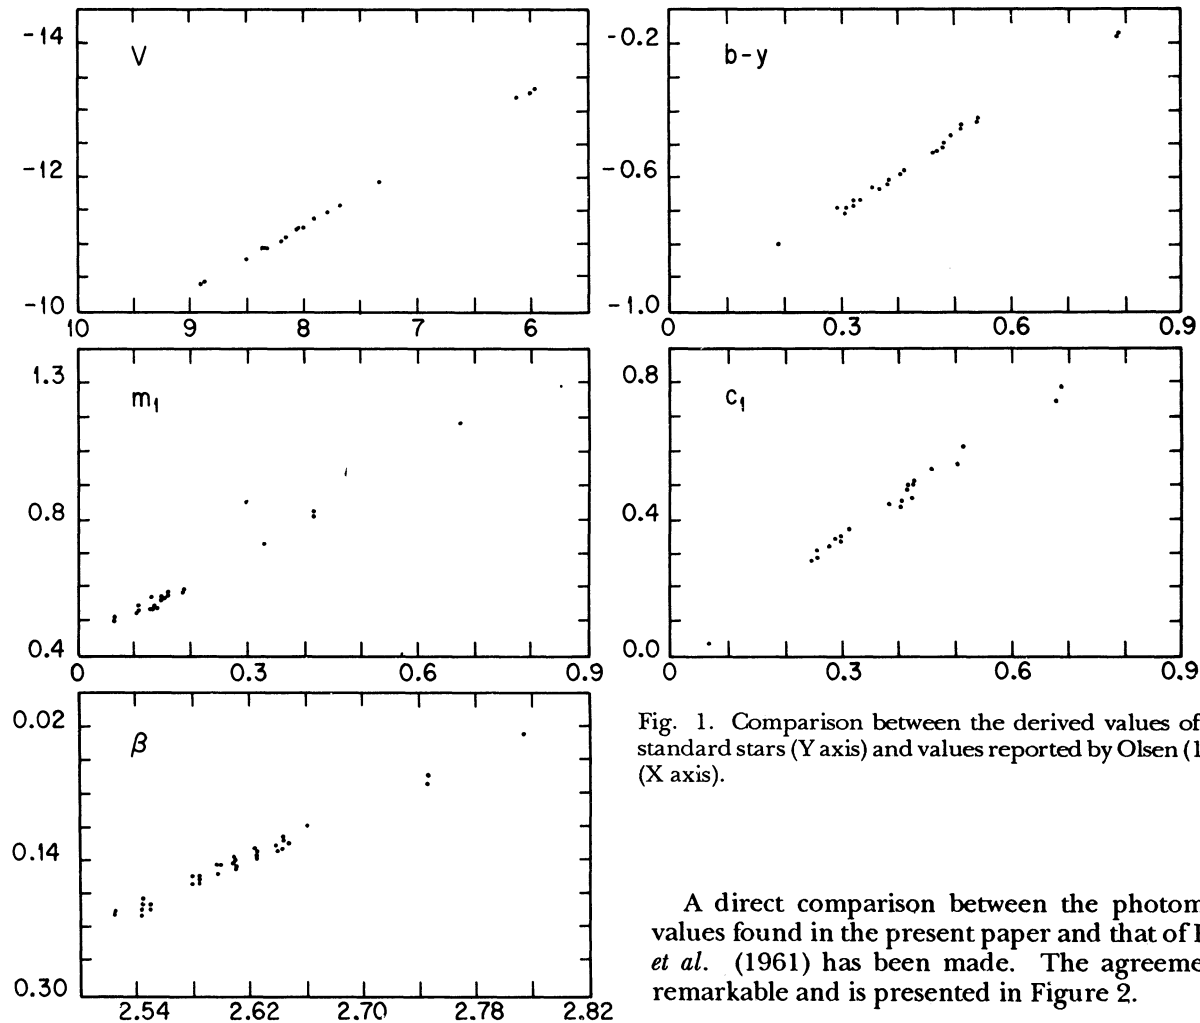 -14
V
-12
-10
10 9 8 7 6
-0.2
b-y
-0.6
-1.0
0 0.3 0.6 0.9
1.3
m1
0.8
0.4
0 0.3 0.6 0.9
0.8
c1
0.4
0.0
0 0.3 0.6 0.9
0.02
β
0.14
0.30
2.54 2.62 2.70 2.78 2.82
Fig. 1. Comparison between the derived values of
standard stars (Y axis) and values reported by Olsen (1
(X axis).
A direct comparison between the photom
values found in the present paper and that of
et al. (1961) has been made. The agreeme
remarkable and is presented in Figure 2.